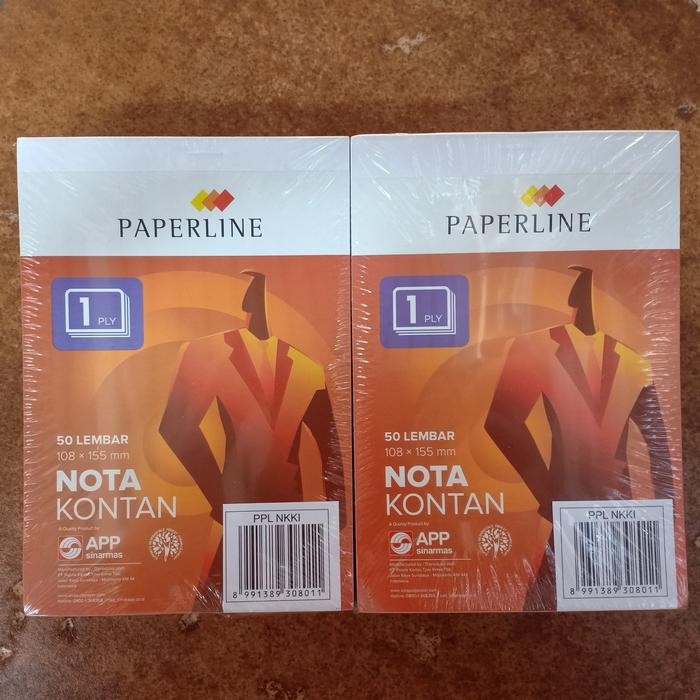 PAPERLINE
1 PLY
50 LEMBAR
108 × 155 mm
NOTA
KONTAN
A Quality Product by:
APP
sinarmas
PPL NKKI
8 991389 308011
PAPERLINE
1 PLY
50 LEMBAR
108 × 155 mm
NOTA
KONTAN
A Quality Product by:
APP
sinarmas
PPL NKKI
8 991389 308011